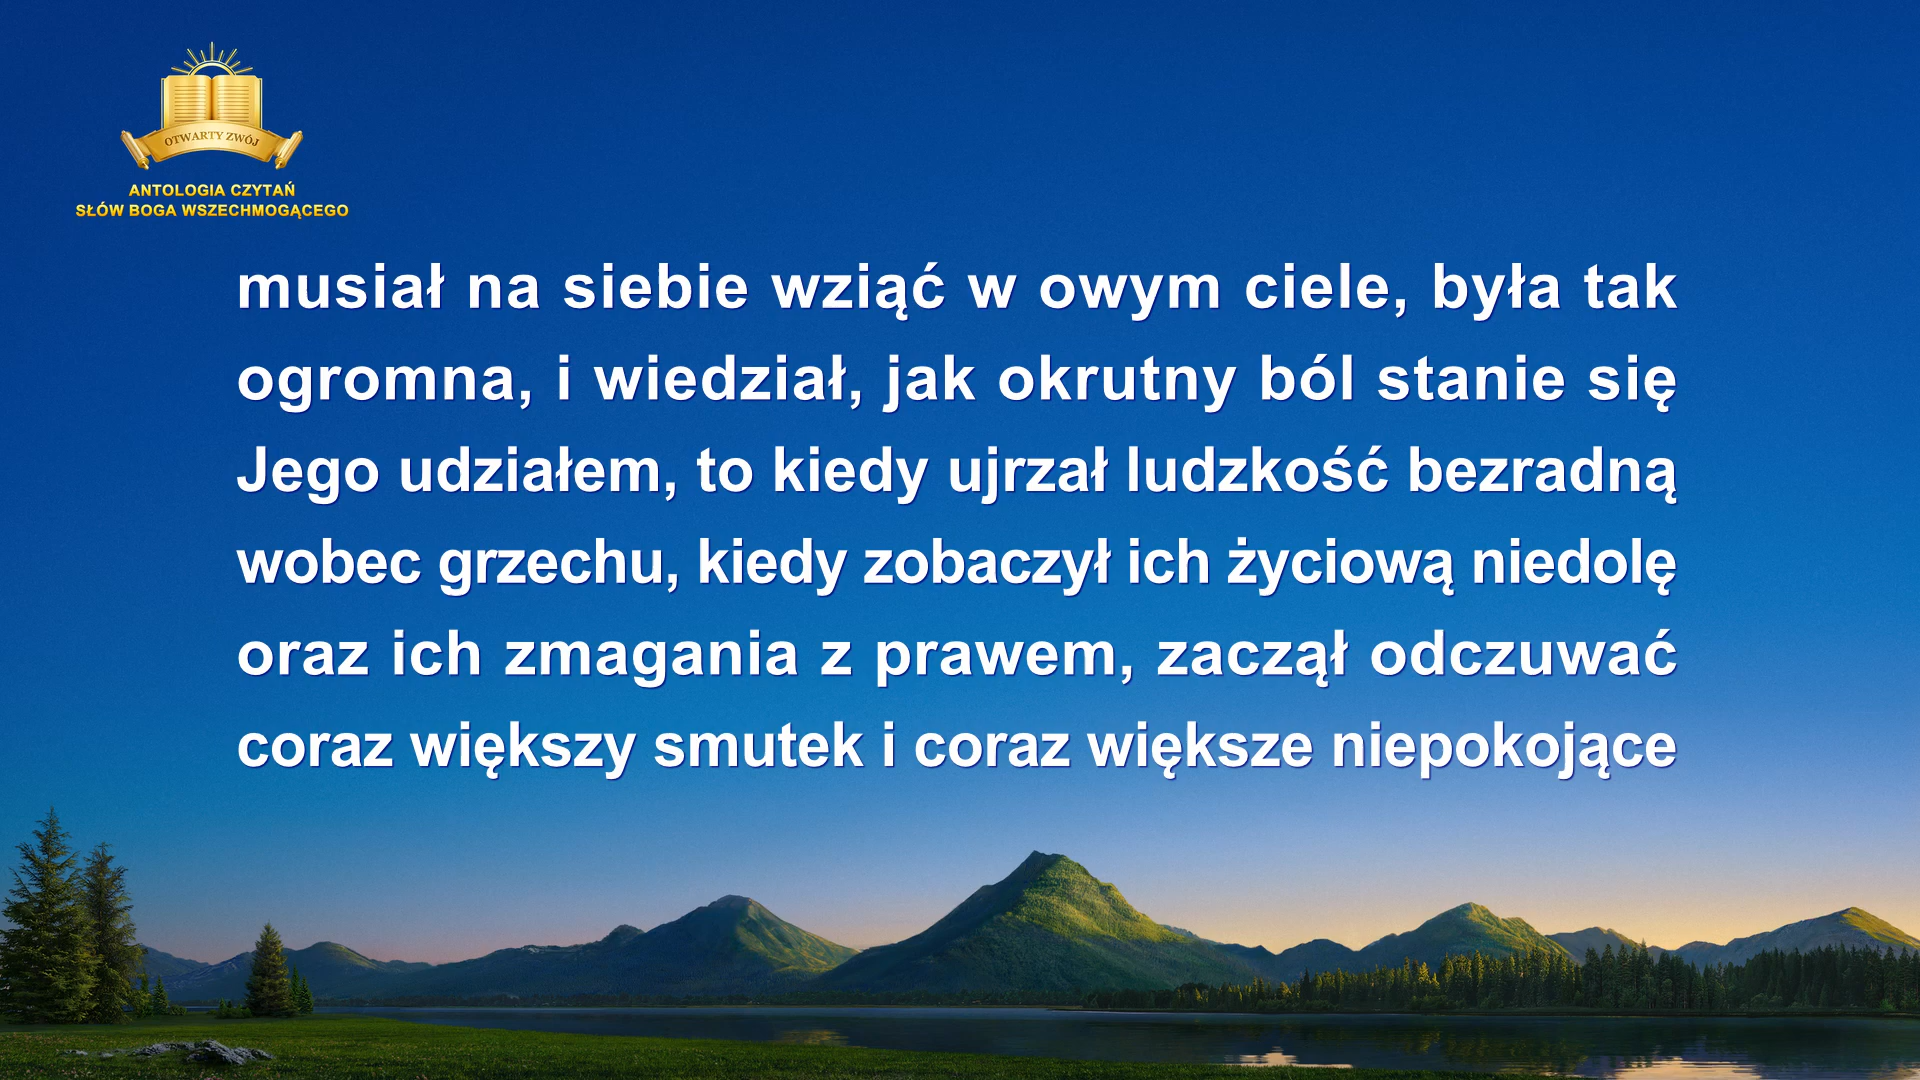 OTWARTY ZWÓJ
ANTOLOGIA CZYTAŃ
SŁÓW BOGA WSZECHMOGĄCEGO
musiał na siebie wziąć w owym ciele, była tak
ogromna, i wiedział, jak okrutny ból stanie się
Jego udziałem, to kiedy ujrzał ludzkość bezradną
wobec grzechu, kiedy zobaczył ich życiową niedolę
oraz ich zmagania z prawem, zaczął odczuwać
coraz większy smutek i coraz większe niepokojące